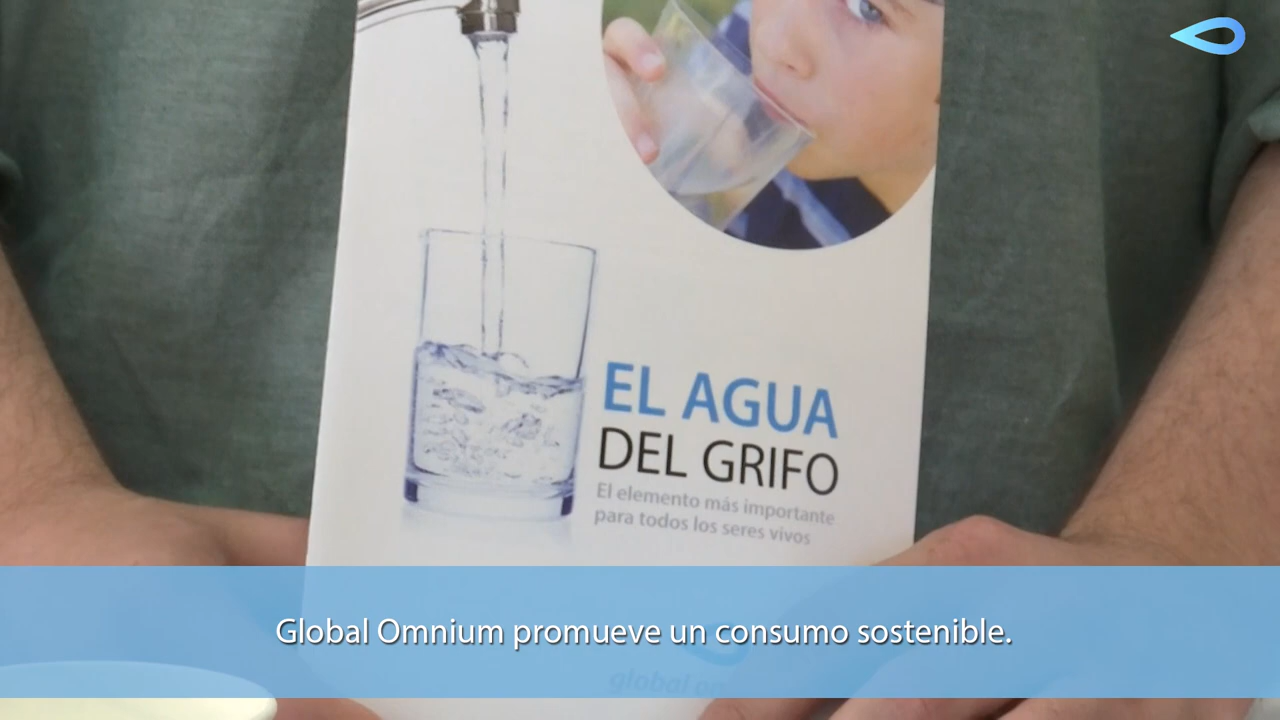 EL AGUA
DEL GRIFO
El elemento más importante
para todos los seres vivos
Global Omnium promueve un consumo sostenible.
global